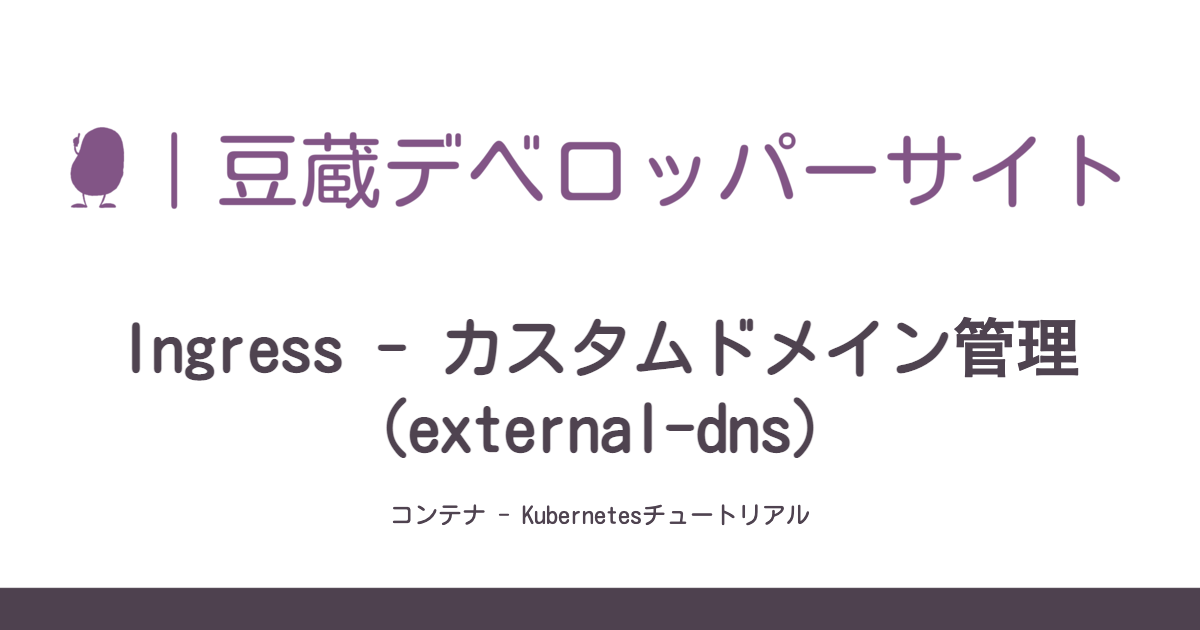 |豆蔵デベロッパーサイト
Ingress - カスタムドメイン管理
(external-dns)
コンテナ - Kubernetesチュートリアル